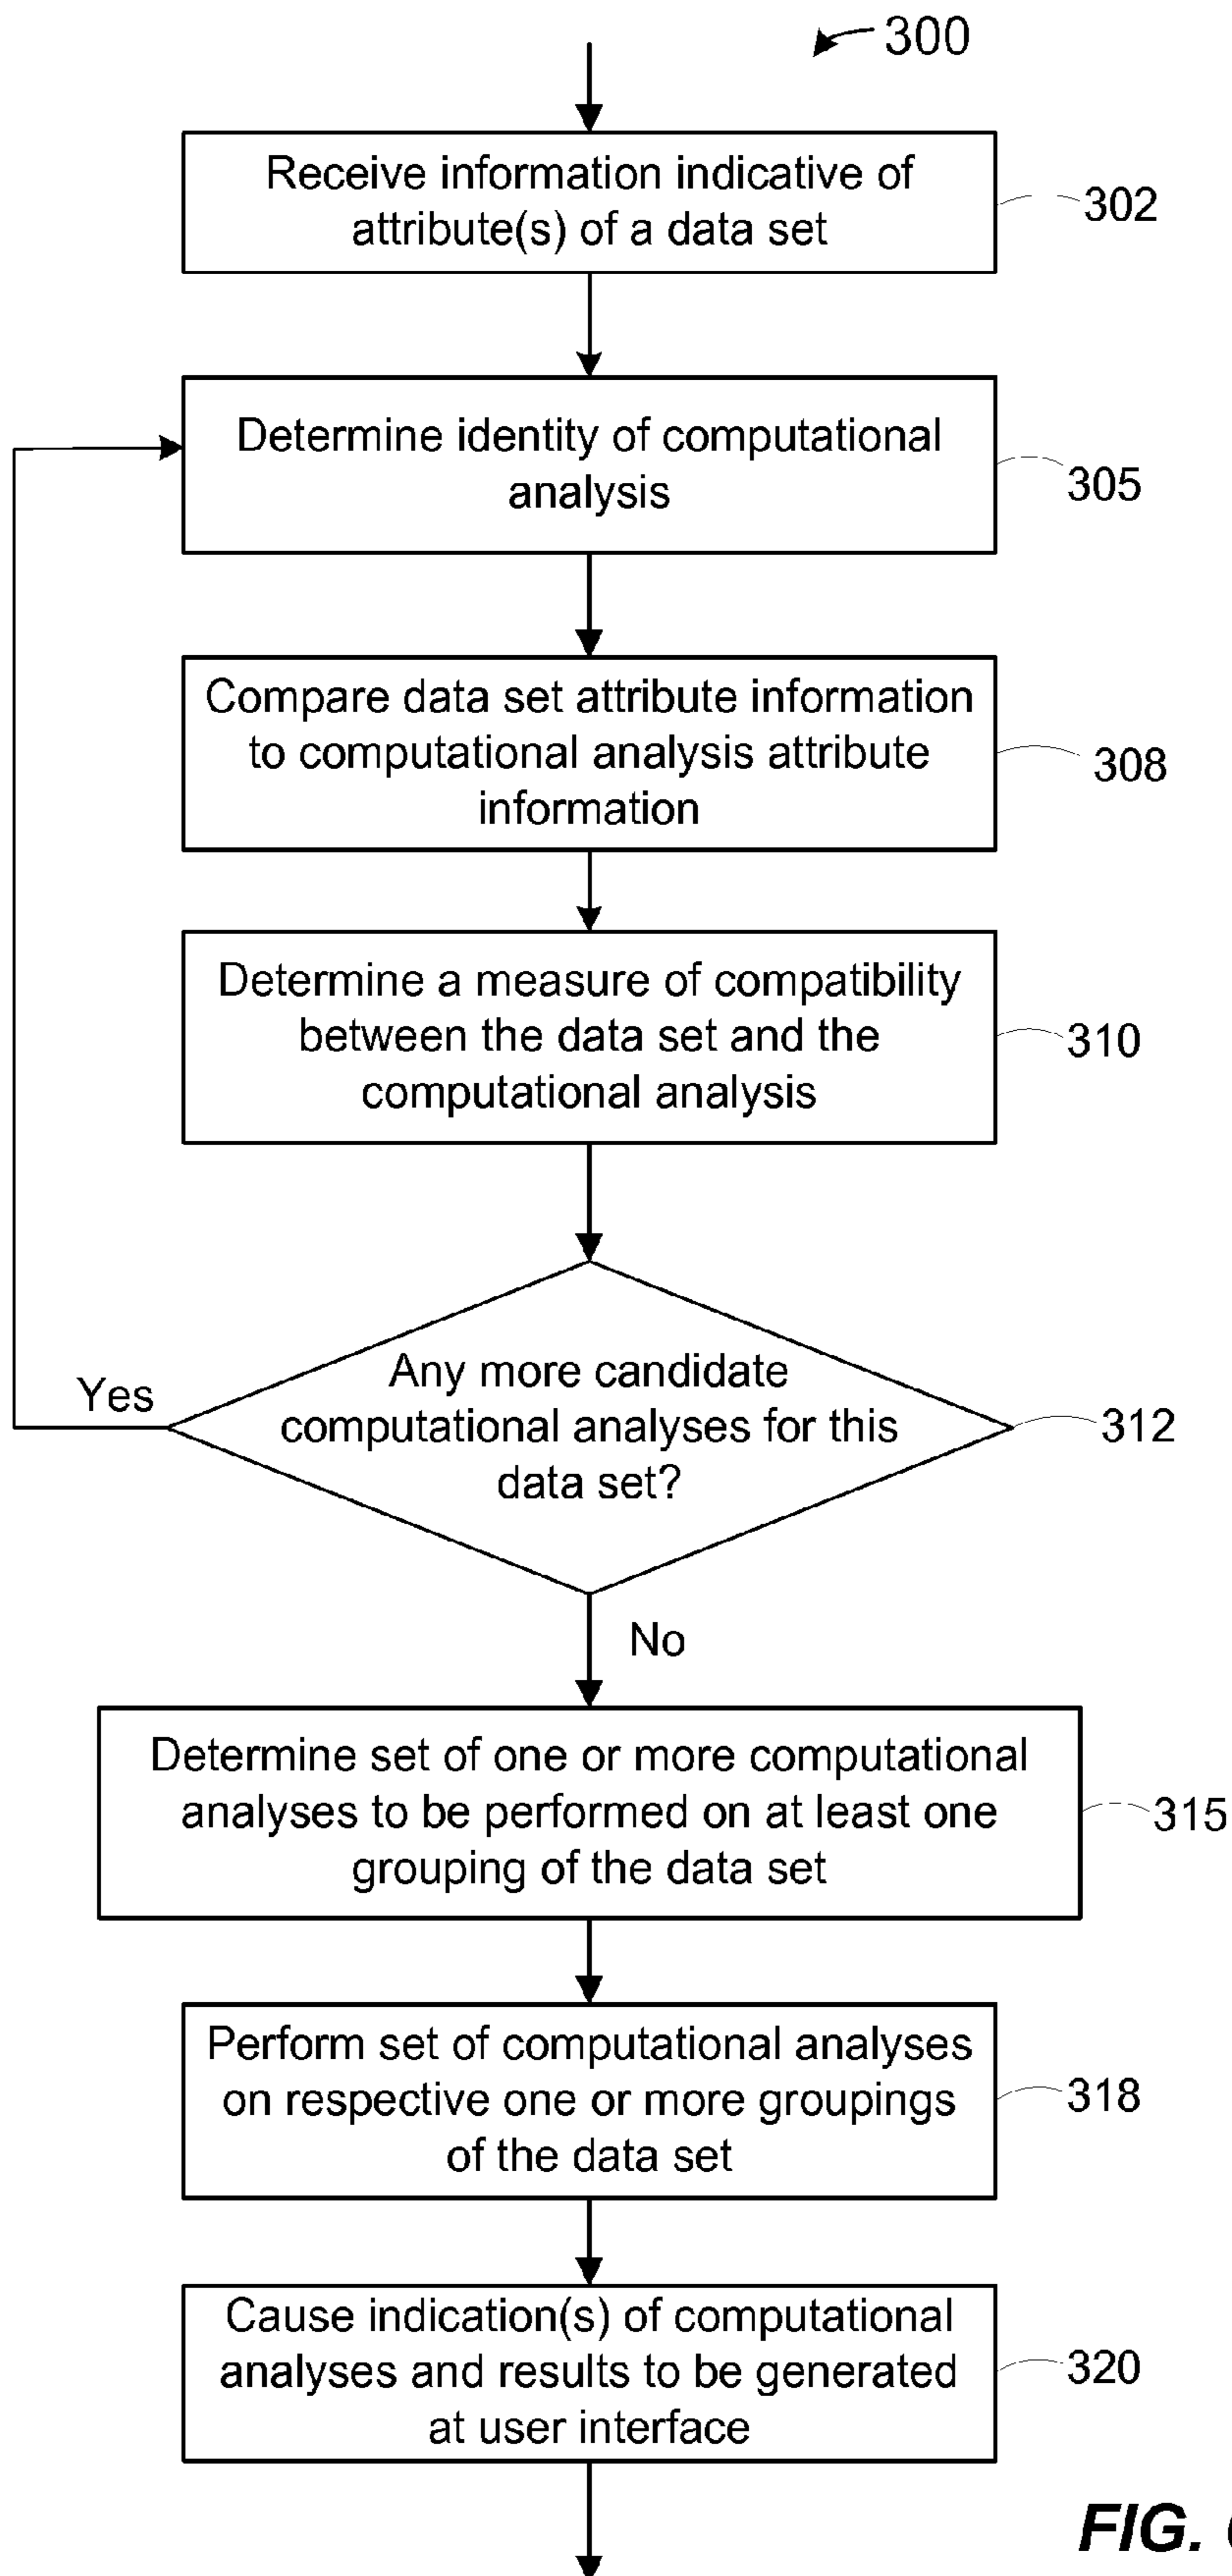 300
Receive information indicative of
attribute(s) of a data set
302
Determine identity of computational
analysis
305
Compare data set attribute information
to computational analysis attribute
information
308
Determine a measure of compatibility
between the data set and the
computational analysis
310
Any more candidate
computational analyses for this
data set?
312
Yes
No
Determine set of one or more computational
analyses to be performed on at least one
grouping of the data set
315
Perform set of computational analyses
on respective one or more groupings
of the data set
318
Cause indication(s) of computational
analyses and results to be generated
at user interface
320
FIG.